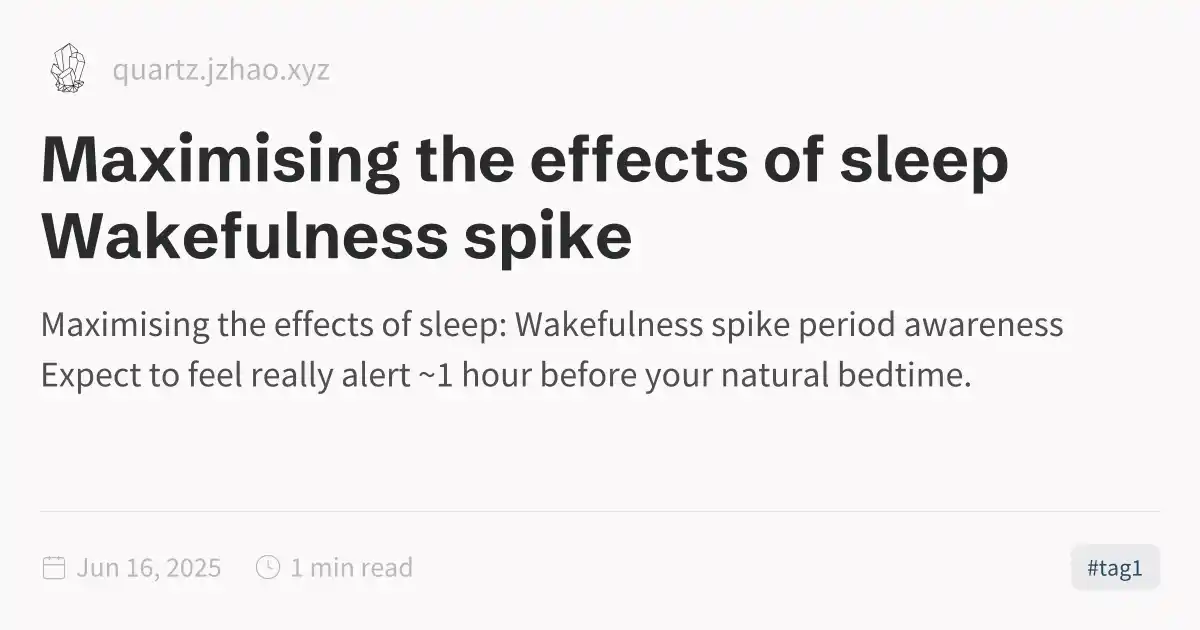 quartz.jzhao.xyz
Maximising the effects of sleep
Wakefulness spike
Maximising the effects of sleep: Wakefulness spike period awareness
Expect to feel really alert ~1 hour before your natural bedtime.
Jun 16, 2025 1 min read #tag1